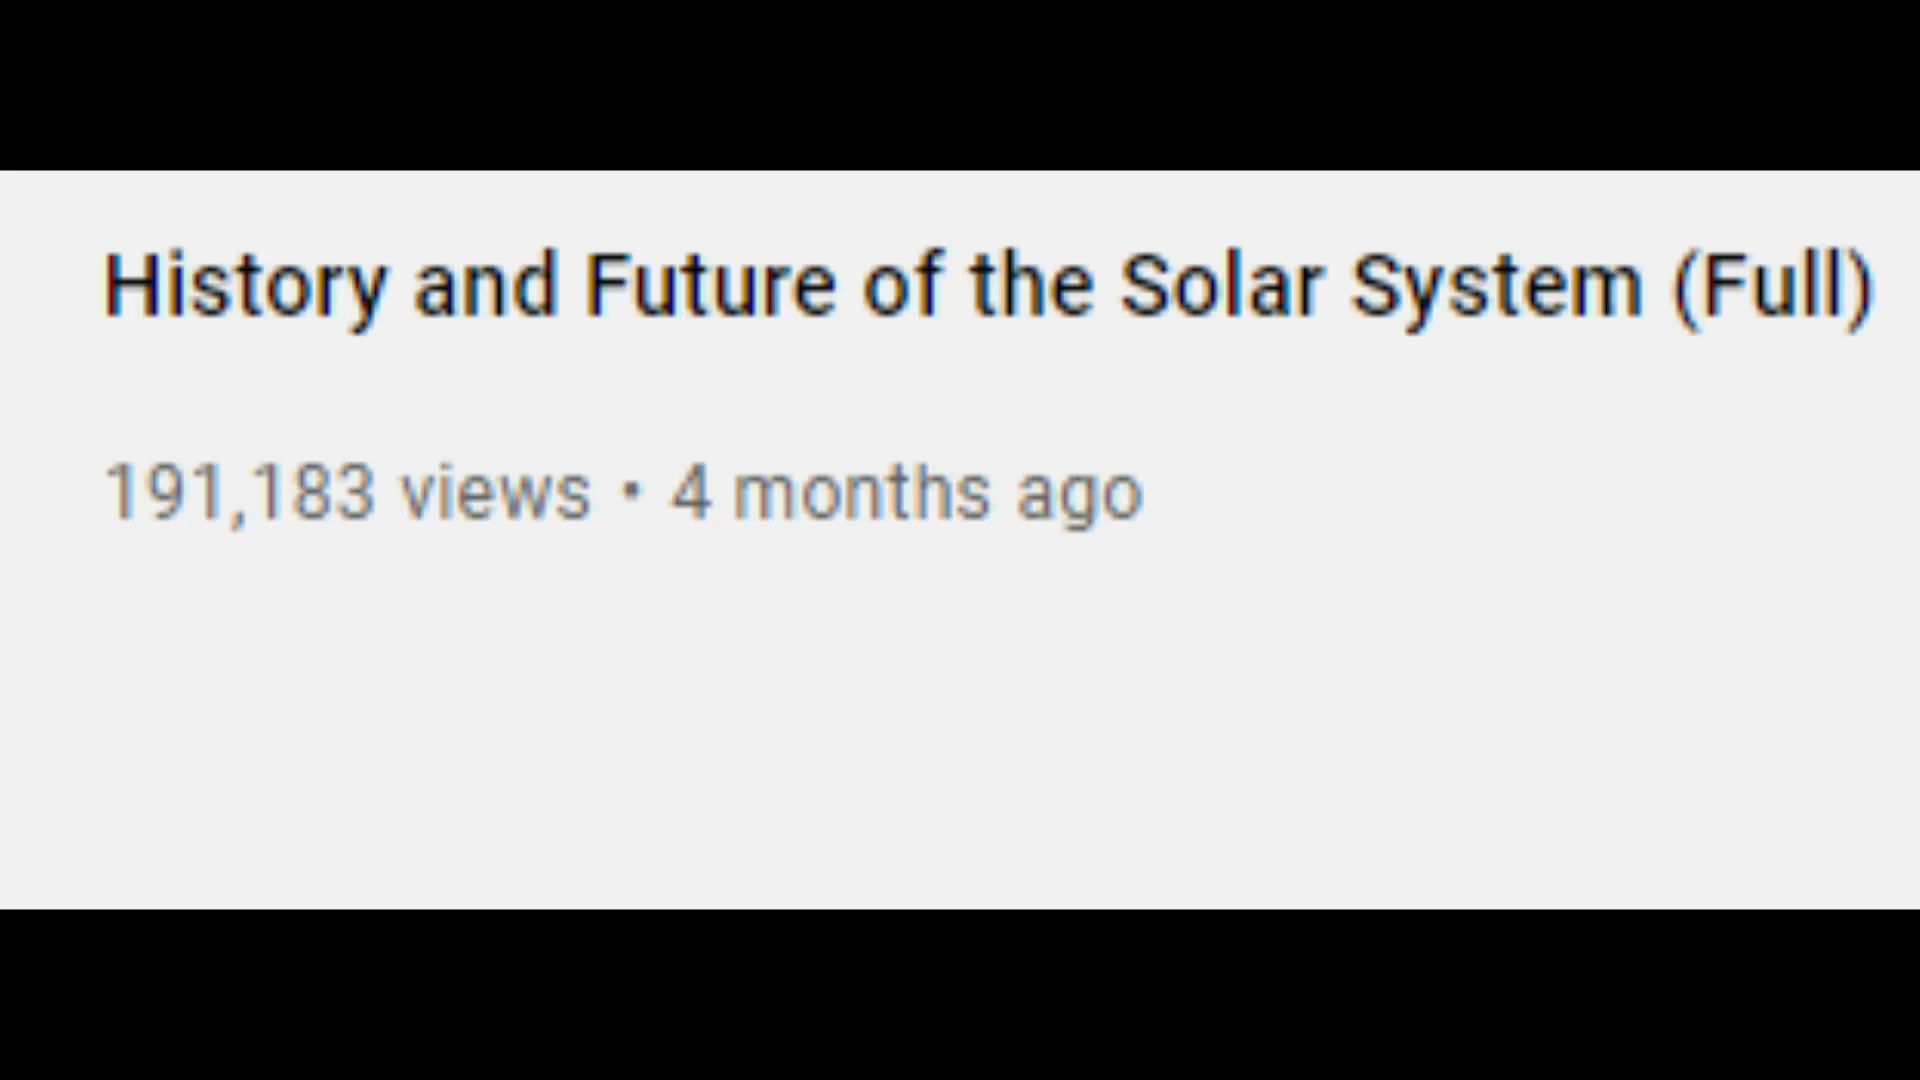 History and Future of the Solar System (Full)
191,183 views • 4 months ago